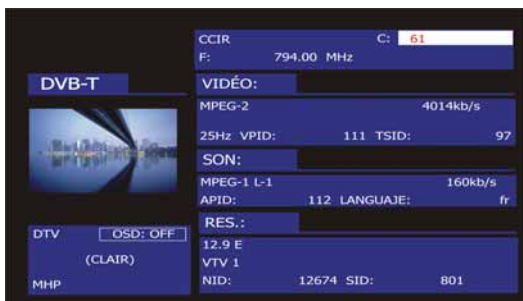 CCIR C: 61
F: 794.00 MHz
DVB-T
VIDÉO:
MPEG-2 4014kb/s
25Hz VPID: 111 TSID: 97
SON:
MPEG-1 L-1 160kb/s
APID: 112 LANGUAJE: fr
RES.:
12.9 E
VTV 1
NID: 12674 SID: 801
DTV OSD: OFF
(CLAIR)
MHP